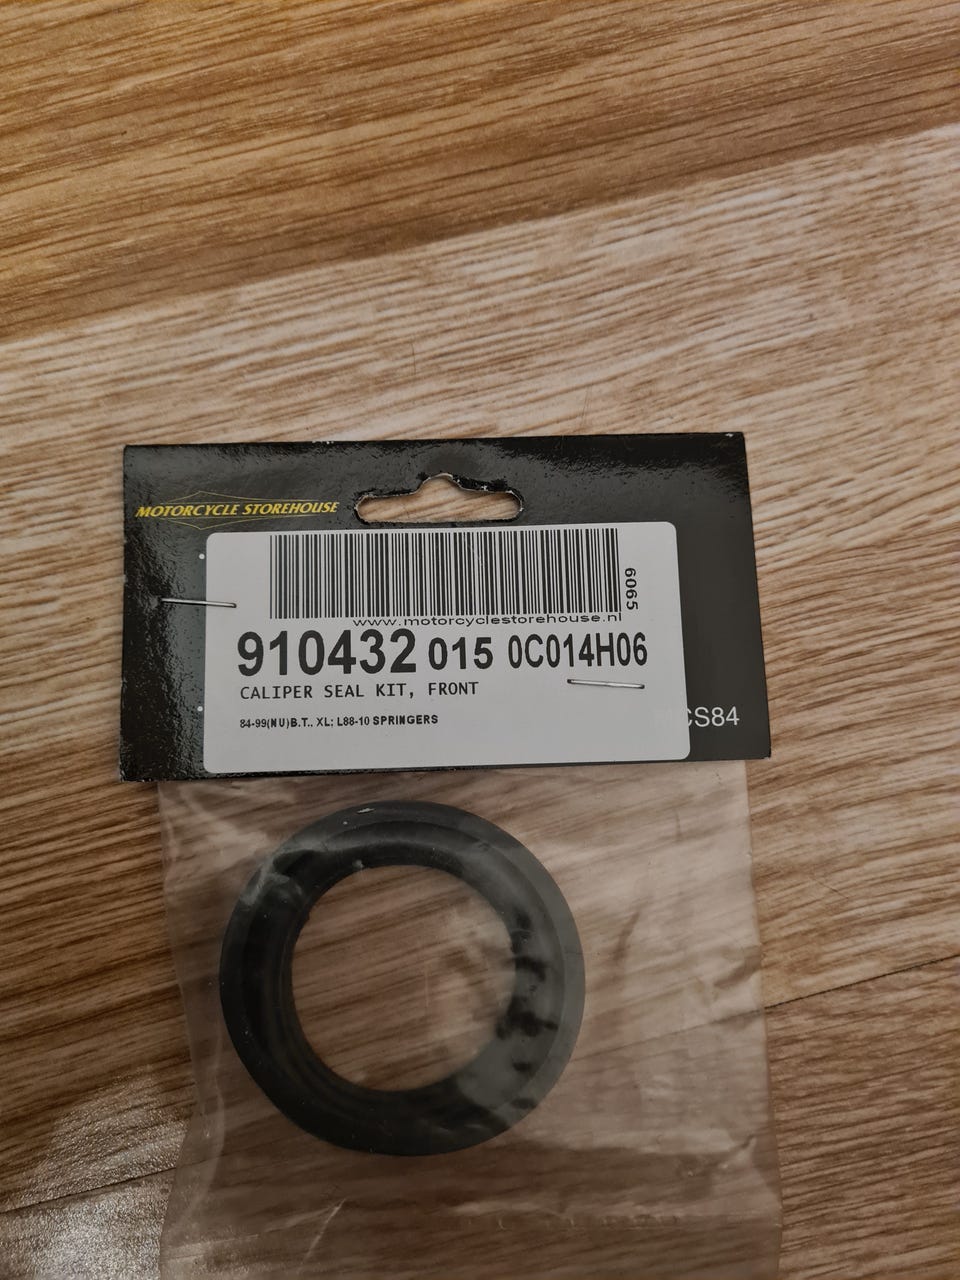 MOTORCYCLE STOREHOUSE
6065
www.motorcyclestorehouse.nl
910432 015 0C014H06
CALIPER SEAL KIT, FRONT
84-99(NU)B.T., XL; L88-10 SPRINGERS
CS84